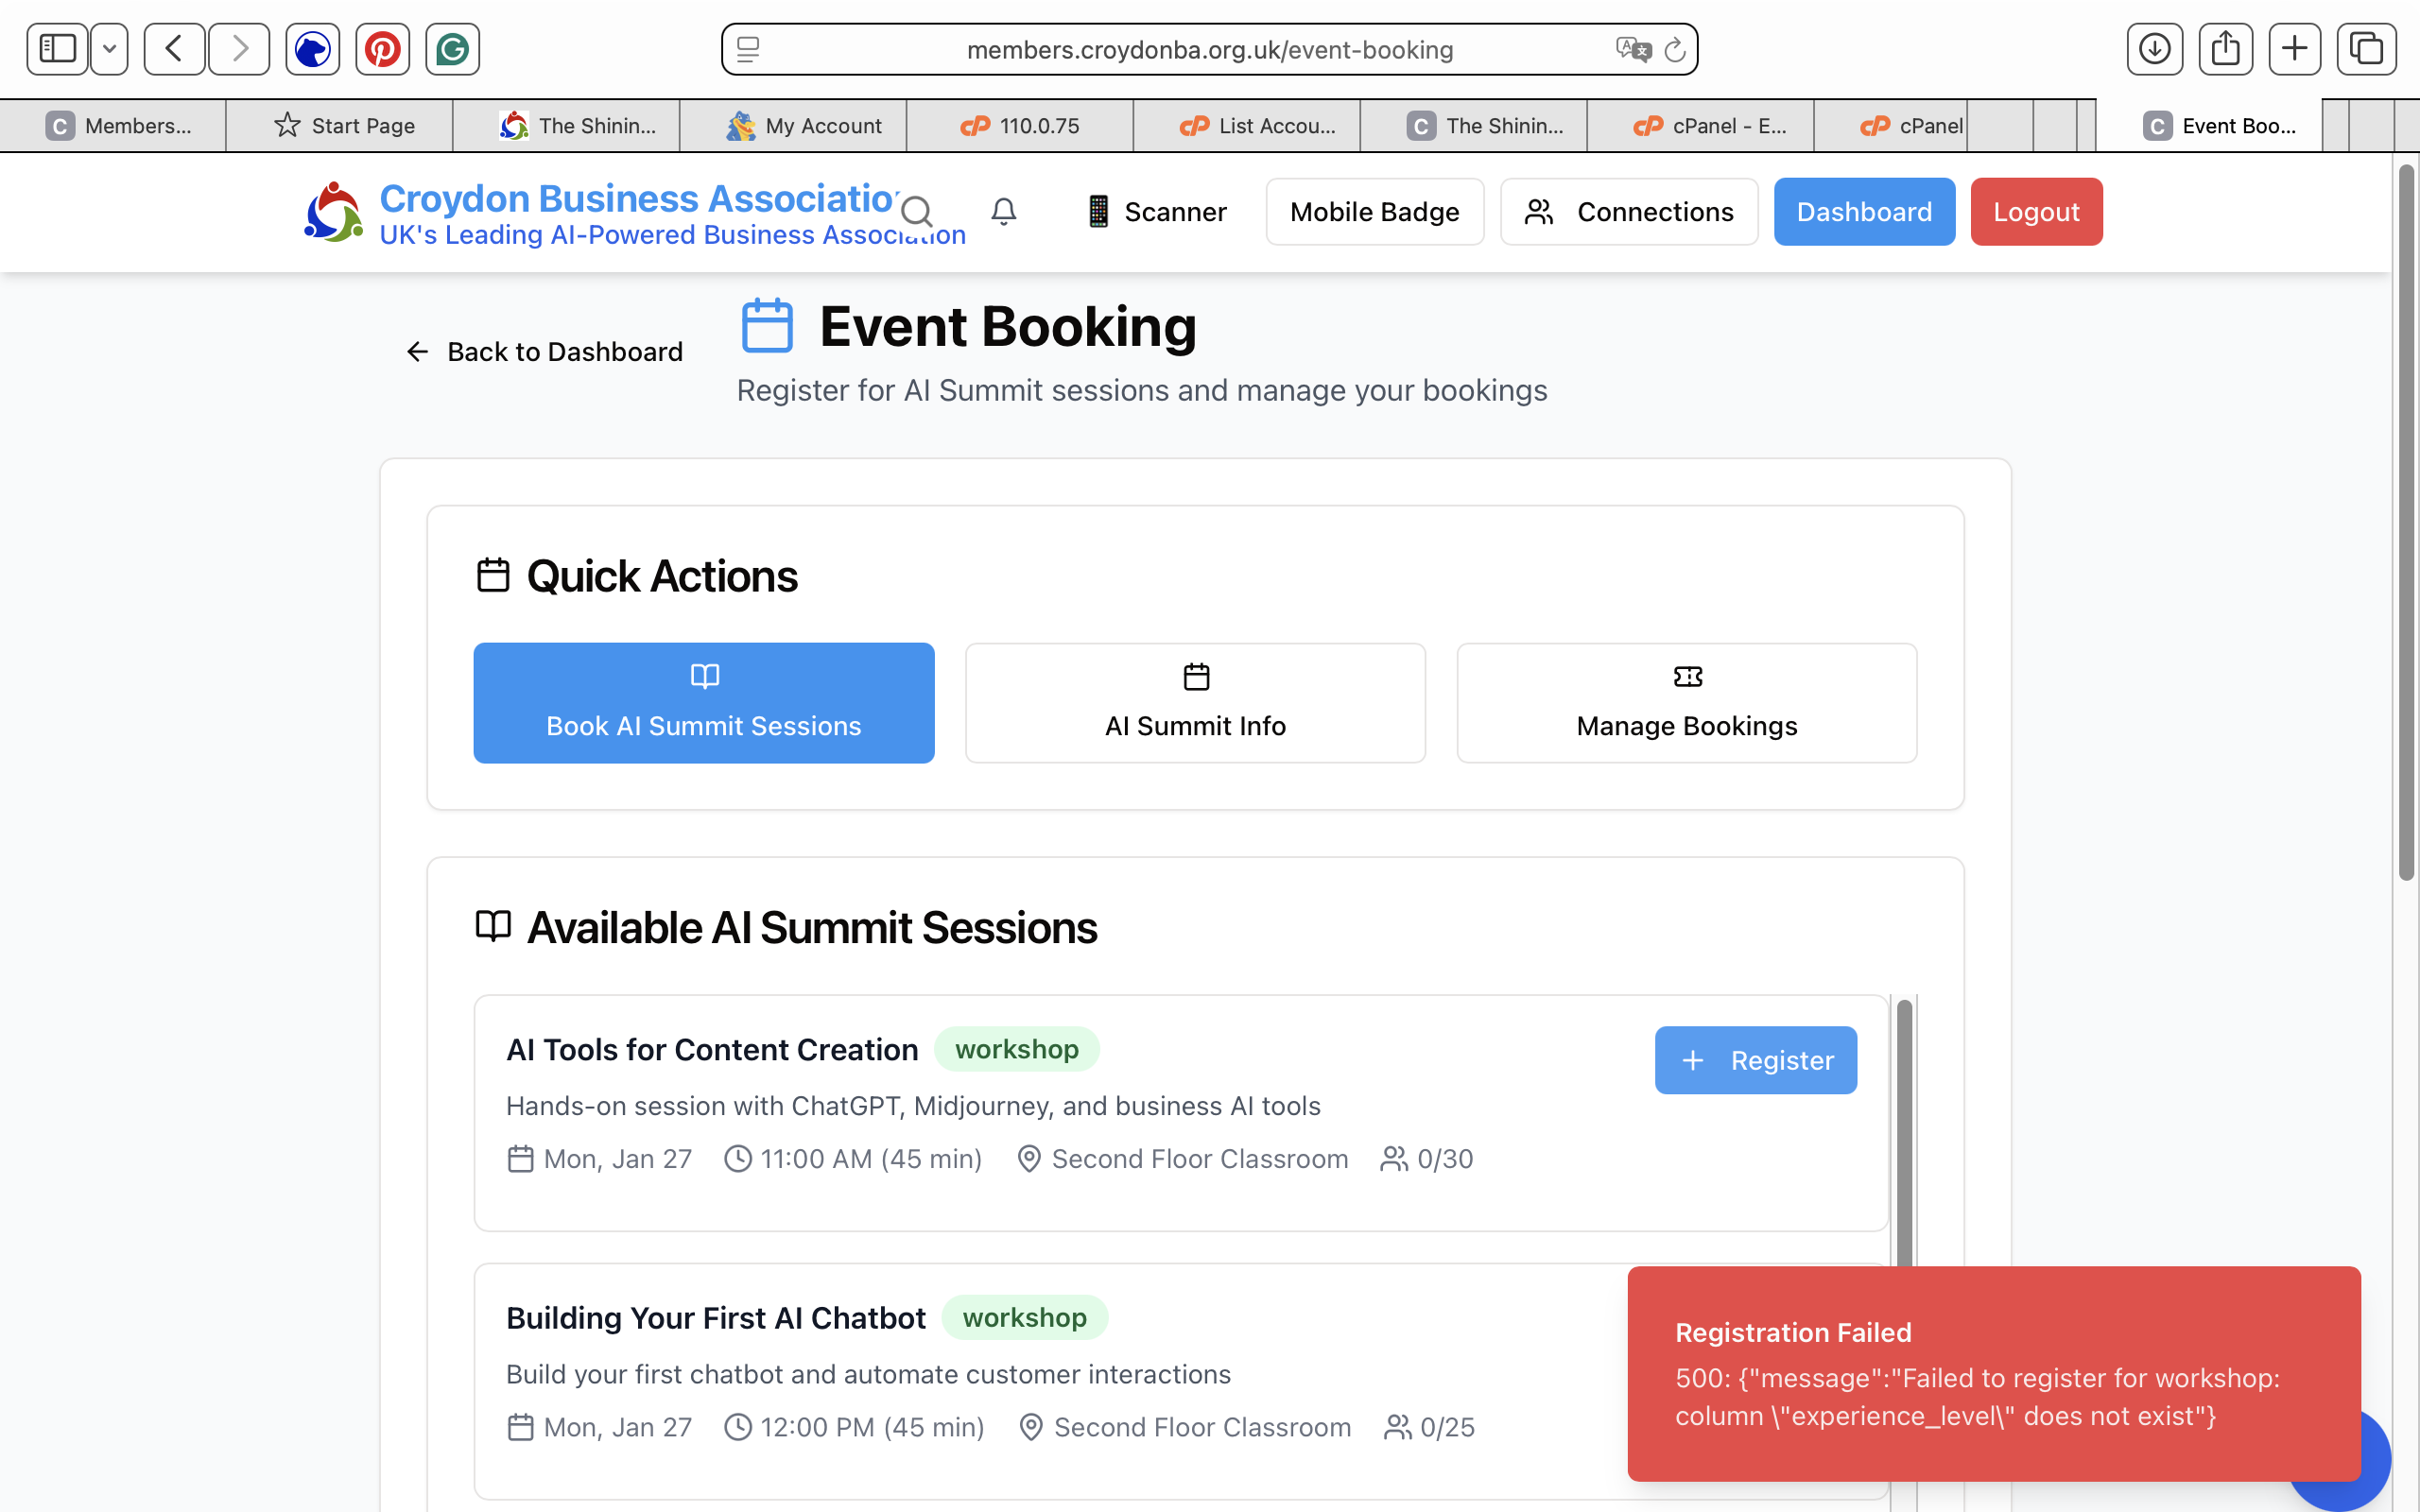 members.croydonba.org.uk/event-booking
C Members...
Start Page
The Shinin...
My Account
cP 110.0.75
cP List Accou...
C The Shinin...
cP cPanel - E...
cP cPanel
C Event Boo...
Croydon Business Associatio
UK's Leading AI-Powered Business Association
Scanner
Mobile Badge
Connections
Dashboard
Logout
Back to Dashboard
Event Booking
Register for AI Summit sessions and manage your bookings
Quick Actions
Book AI Summit Sessions
AI Summit Info
Manage Bookings
Available AI Summit Sessions
AI Tools for Content Creation workshop
+ Register
Hands-on session with ChatGPT, Midjourney, and business AI tools
Mon, Jan 27 11:00 AM (45 min) Second Floor Classroom 0/30
Building Your First AI Chatbot workshop
Build your first chatbot and automate customer interactions
Mon, Jan 27 12:00 PM (45 min) Second Floor Classroom 0/25
Registration Failed
500: {"message":"Failed to register for workshop:
column \"experience_level\" does not exist"}